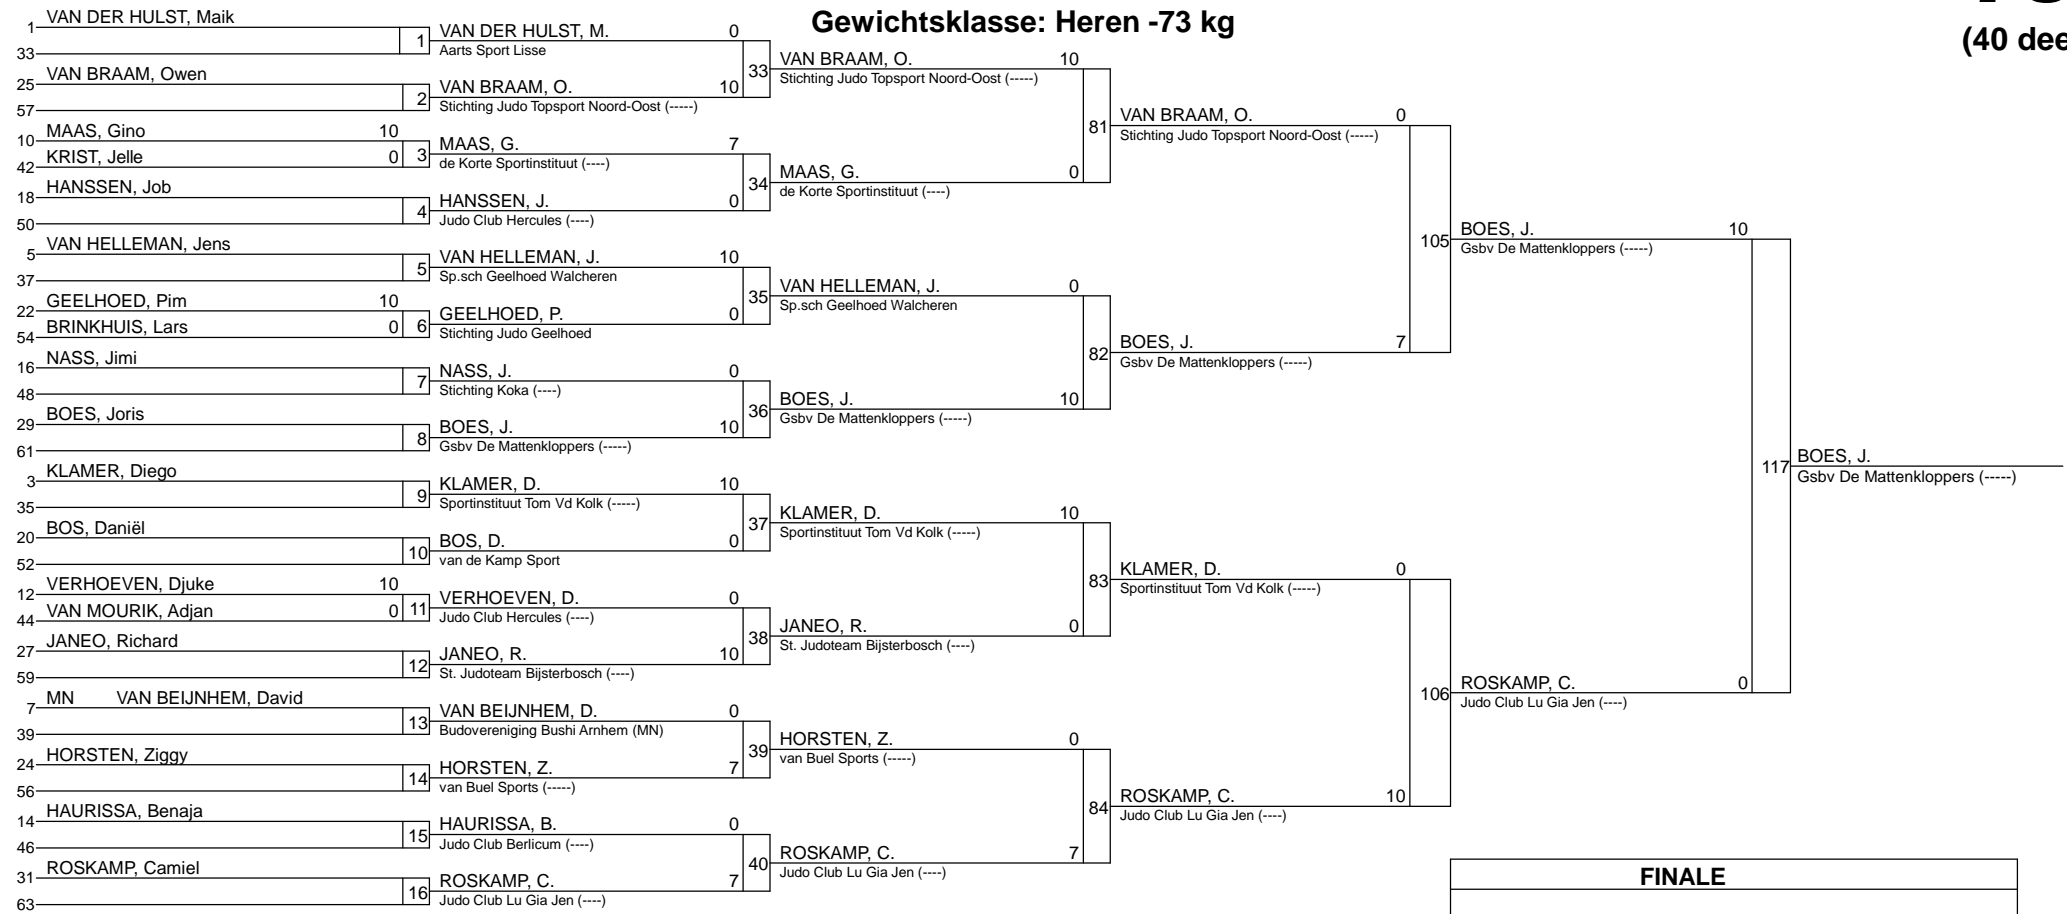 Gewichtsklasse: Heren -73 kg
(40 dee
1 VAN DER HULST, Maik
33
1 VAN DER HULST, M. 0
Aarts Sport Lisse
25 VAN BRAAM, Owen
57
2 VAN BRAAM, O. 10
Stichting Judo Topsport Noord-Oost (-----)
10 MAAS, Gino 10
42 KRIST, Jelle 0
3 MAAS, G. 7
de Korte Sportinstituut (----)
18 HANSSEN, Job
50
4 HANSSEN, J. 0
Judo Club Hercules (----)
5 VAN HELLEMAN, Jens
37
5 VAN HELLEMAN, J. 10
Sp.sch Geelhoed Walcheren
22 GEELHOED, Pim 10
54 BRINKHUIS, Lars 0
6 GEELHOED, P. 0
Stichting Judo Geelhoed
16 NASS, Jimi
48
7 NASS, J. 0
Stichting Koka (----)
29 BOES, Joris
61
8 BOES, J. 10
Gsbv De Mattenkloppers (-----)
3 KLAMER, Diego
35
9 KLAMER, D. 10
Sportinstituut Tom Vd Kolk (-----)
20 BOS, Daniël
52
10 BOS, D. 0
van de Kamp Sport
12 VERHOEVEN, Djuke 10
44 VAN MOURIK, Adjan 0
11 VERHOEVEN, D. 0
Judo Club Hercules (----)
27 JANEO, Richard
59
12 JANEO, R. 10
St. Judoteam Bijsterbosch (----)
7 MN VAN BEIJNHEM, David
39
13 VAN BEIJNHEM, D. 0
Budovereniging Bushi Arnhem (MN)
24 HORSTEN, Ziggy
56
14 HORSTEN, Z. 7
van Buel Sports (-----)
14 HAURISSA, Benaja
46
15 HAURISSA, B. 0
Judo Club Berlicum (----)
31 ROSKAMP, Camiel
63
16 ROSKAMP, C. 7
Judo Club Lu Gia Jen (----)
33 VAN BRAAM, O. 10
Stichting Judo Topsport Noord-Oost (-----)
34 MAAS, G. 0
de Korte Sportinstituut (----)
35 VAN HELLEMAN, J. 0
Sp.sch Geelhoed Walcheren
36 BOES, J. 10
Gsbv De Mattenkloppers (-----)
37 KLAMER, D. 10
Sportinstituut Tom Vd Kolk (-----)
38 JANEO, R. 0
St. Judoteam Bijsterbosch (----)
39 HORSTEN, Z. 0
van Buel Sports (-----)
40 ROSKAMP, C. 7
Judo Club Lu Gia Jen (----)
81 VAN BRAAM, O. 0
Stichting Judo Topsport Noord-Oost (-----)
82 BOES, J. 7
Gsbv De Mattenkloppers (-----)
83 KLAMER, D. 0
Sportinstituut Tom Vd Kolk (-----)
84 ROSKAMP, C. 10
Judo Club Lu Gia Jen (----)
105 BOES, J. 10
Gsbv De Mattenkloppers (-----)
106 ROSKAMP, C. 0
Judo Club Lu Gia Jen (----)
117 BOES, J.
Gsbv De Mattenkloppers (-----)
FINALE